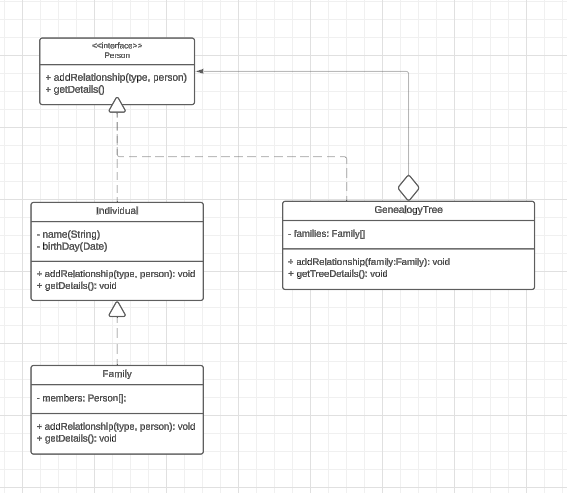 <<interface>>
Person
+ addRelationship(type, person)
+ getDetails()
Individual
- name(String)
- birthDay(Date)
+ addRelationship(type, person): void
+ getDetails(): void
GenealogyTree
- families: Family[]
+ addRelationship(family:Family): void
+ getTreeDetails(): void
Family
- members: Person[];
+ addRelationship(type, person): void
+ getDetails(): void